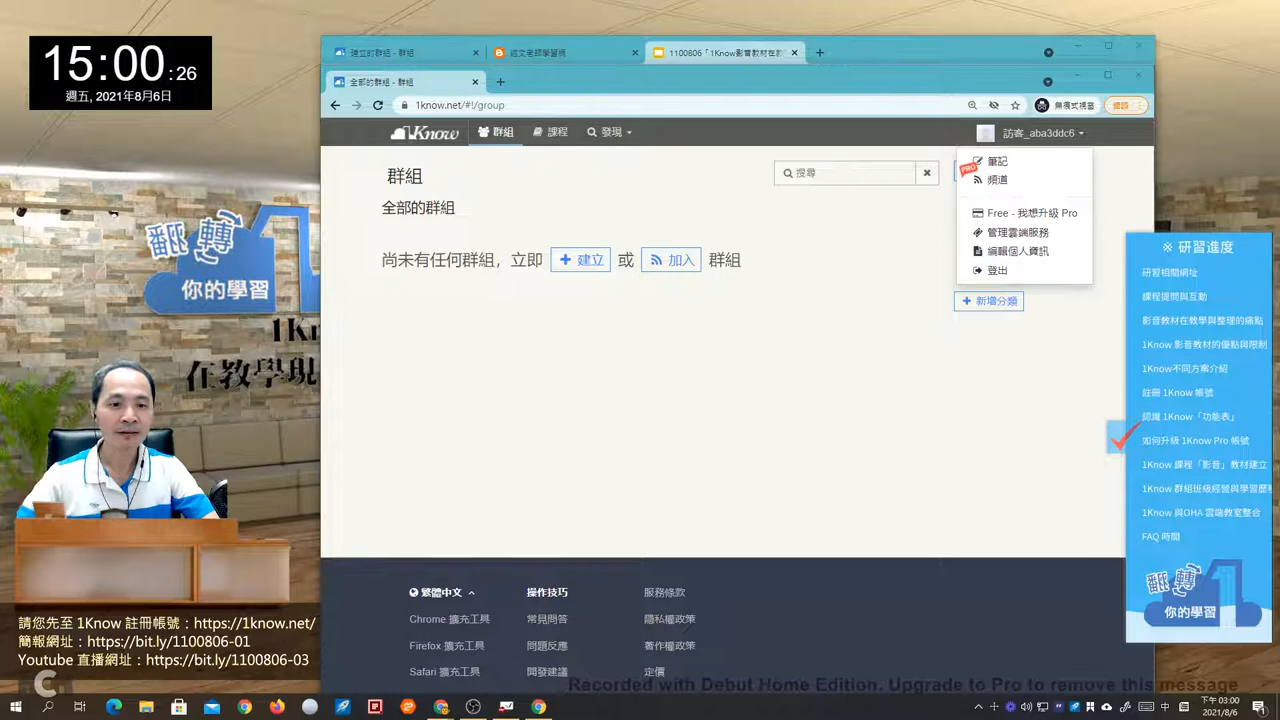 15:00:26
週五, 2021年8月6日
建立的群組 - 群組
1100806「1Know影音教材在教
全部的群組 - 群組
1know.net/#!/group
無痕式視窗
1Know
群組
課程
發現
訪客_aba3ddc6
群組
搜尋
PRO
筆記
頻道
全部的群組
Free - 我想升級 Pro
管理雲端服務
編輯個人資訊
登出
尚未有任何群組, 立即 建立 或 加入 群組
新增分類
翻轉
你的學習
在教學現
※ 研習進度
研習相關網址
課程提問與互動
影音教材在教學與整理的痛點
1Know 影音教材的優點與限制
1Know不同方案介紹
註冊 1Know 帳號
認識 1Know「功能表」
如何升級 1Know Pro 帳號
1Know 課程「影音」教材建立
1Know 群組班級經營與學習歷
1Know 與OHA 雲端教室整合
FAQ 時間
翻轉
你的學習
繁體中文
操作技巧
服務條款
Chrome 擴充工具
常見問答
隱私權政策
Firefox 擴充工具
問題反應
著作權政策
Safari 擴充工具
開發建議
定價
請您先至 1Know 註冊帳號：https://1know.net/
簡報網址：https://bit.ly/1100806-01
Youtube 直播網址：https://bit.ly/1100806-03
Recorded with Debut Home Edition. Upgrade to Pro to remove this message
中
下午 03:00
2021/8/6